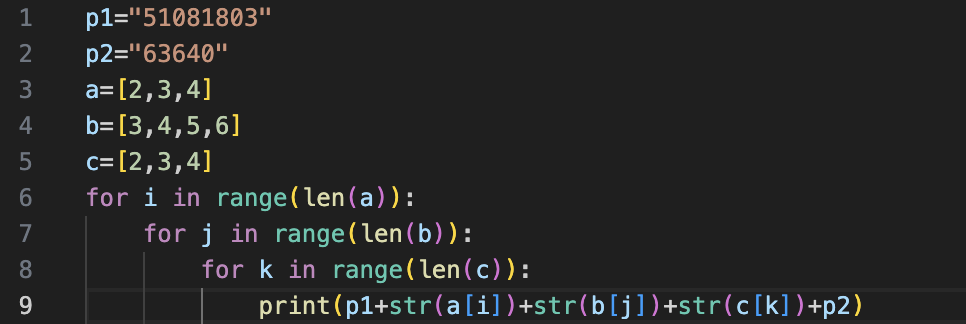 1 p1="51081803"
2 p2="63640"
3 a=[2,3,4]
4 b=[3,4,5,6]
5 c=[2,3,4]
6 for i in range(len(a)):
7     for j in range(len(b)):
8         for k in range(len(c)):
9             print(p1+str(a[i])+str(b[j])+str(c[k])+p2)